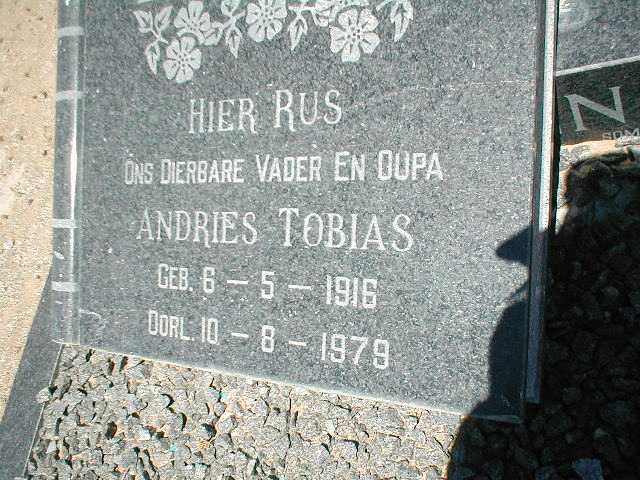 HIER RUS
ONS DIERBARE VADER EN OUPA
ANDRIES TOBIAS
GEB. 6 – 5 – 1916
OORL. 10 – 8 – 1979
N